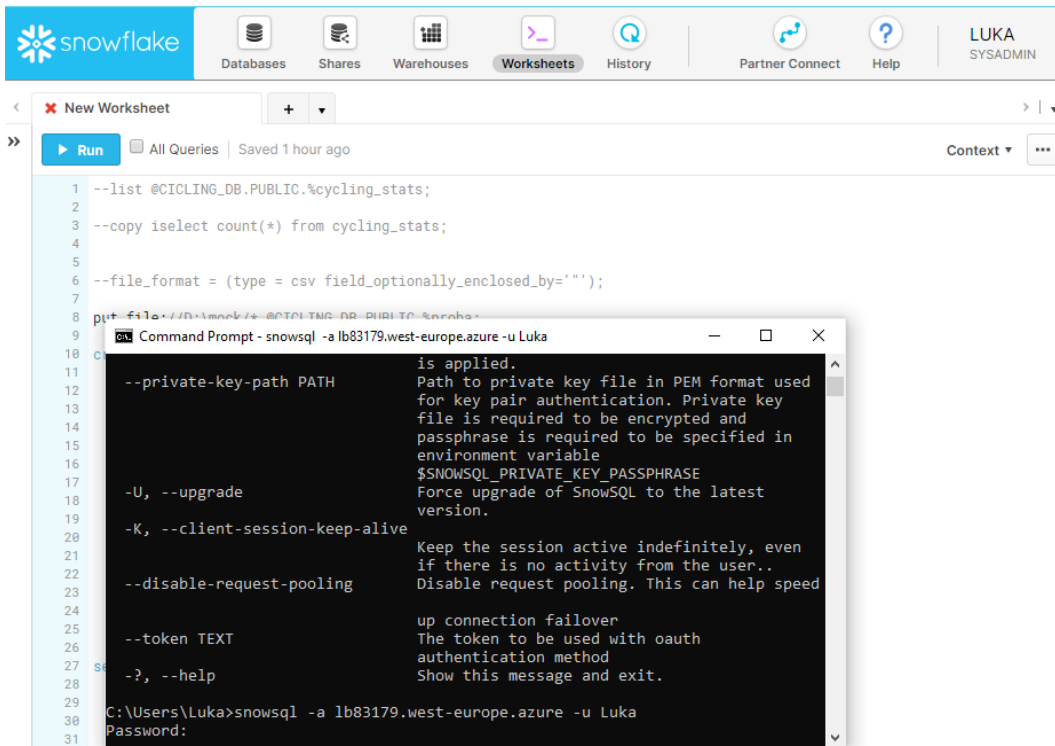 snowflake
Databases
Shares
Warehouses
Worksheets
History
Partner Connect
Help
LUKA
SYSADMIN
New Worksheet
Run
All Queries
Saved 1 hour ago
Context
1 --list @CICLING_DB.PUBLIC.%cycling_stats;
2
3 --copy iselect count(*) from cycling_stats;
4
5
6 --file_format = (type = csv field_optionally_enclosed_by='"');
7
8 put file://D:\mock/* @CICLING_DB.PUBLIC.%proba;
9
10 c
11
12
13
14
15
16
17
18
19
20
21
22
23
24
25
26
27 se
28
29
30
31
Command Prompt - snowsql -a lb83179.west-europe.azure -u Luka
is applied.
--private-key-path PATH Path to private key file in PEM format used
for key pair authentication. Private key
file is required to be encrypted and
passphrase is required to be specified in
environment variable
$SNOWSQL_PRIVATE_KEY_PASSPHRASE
-U, --upgrade Force upgrade of SnowSQL to the latest
version.
-K, --client-session-keep-alive
Keep the session active indefinitely, even
if there is no activity from the user..
--disable-request-pooling Disable request pooling. This can help speed
up connection failover
--token TEXT The token to be used with oauth
authentication method
-?, --help Show this message and exit.
C:\Users\Luka>snowsql -a lb83179.west-europe.azure -u Luka
Password: